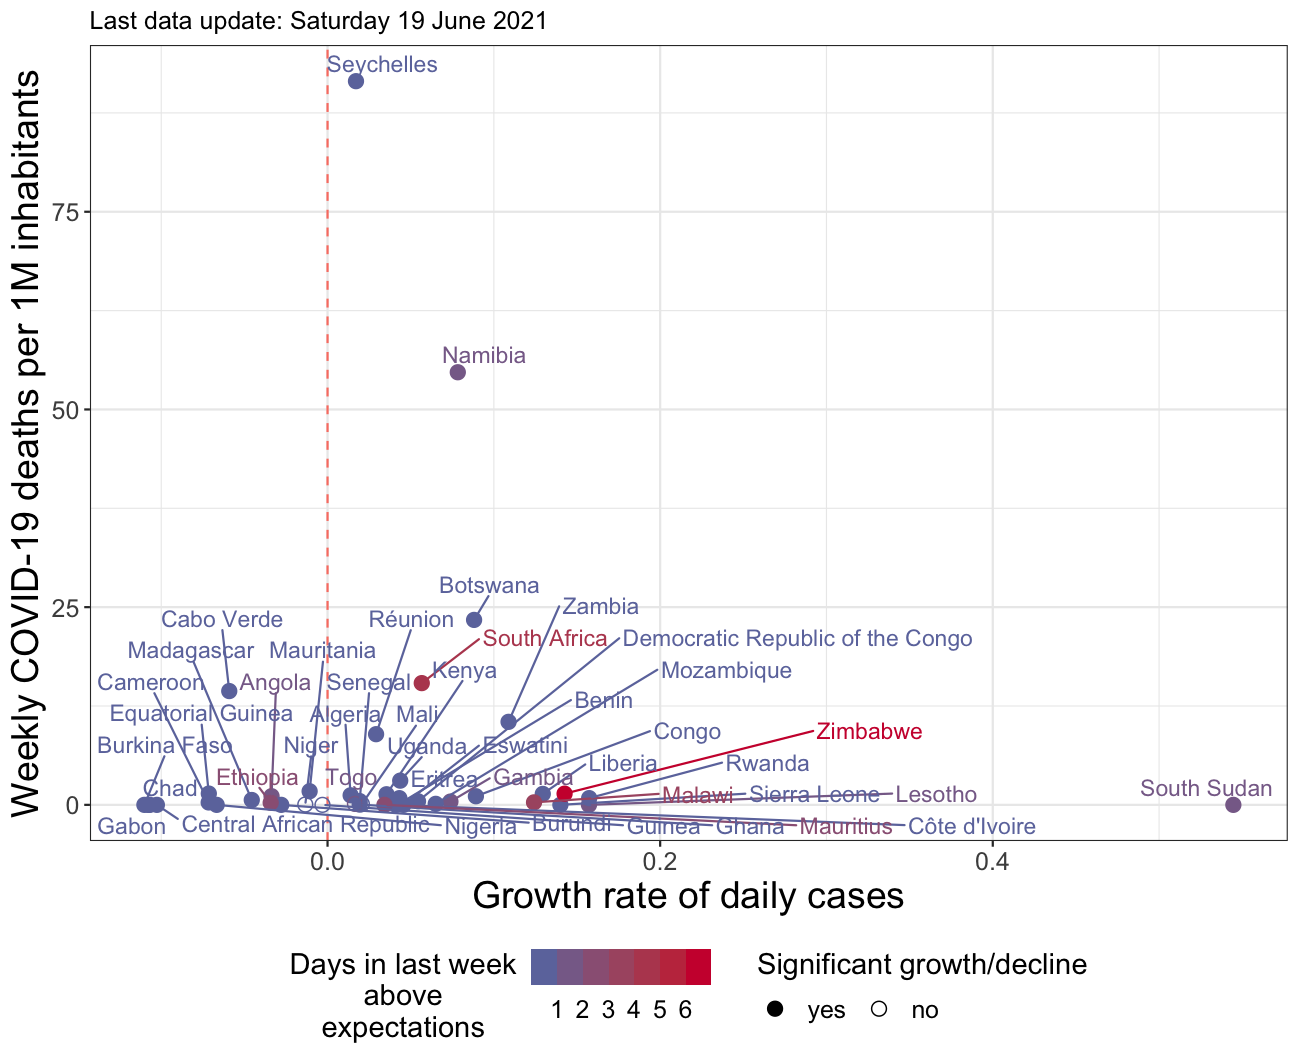 Last data update: Saturday 19 June 2021
Weekly COVID-19 deaths per 1M inhabitants
Seychelles
75
Namibia
50
Botswana
25
Zambia
Cabo Verde
Réunion
South Africa
Democratic Republic of the Congo
Madagascar
Mauritania
Kenya
Mozambique
Cameroon
Angola
Senegal
Benin
Equatorial Guinea
Algeria
Mali
Congo
Zimbabwe
Burkina Faso
Niger
Uganda
Eswatini
Liberia
Rwanda
Ethiopia
Togo
Eritrea
Gambia
Chad
Malawi
Sierra Leone
Lesotho
South Sudan
0
Gabon
Central African Republic
Nigeria
Burundi
Guinea
Ghana
Mauritius
Côte d'Ivoire
0.0
0.2
0.4
Growth rate of daily cases
Days in last week
above
expectations
1 2 3 4 5 6
Significant growth/decline
yes
no